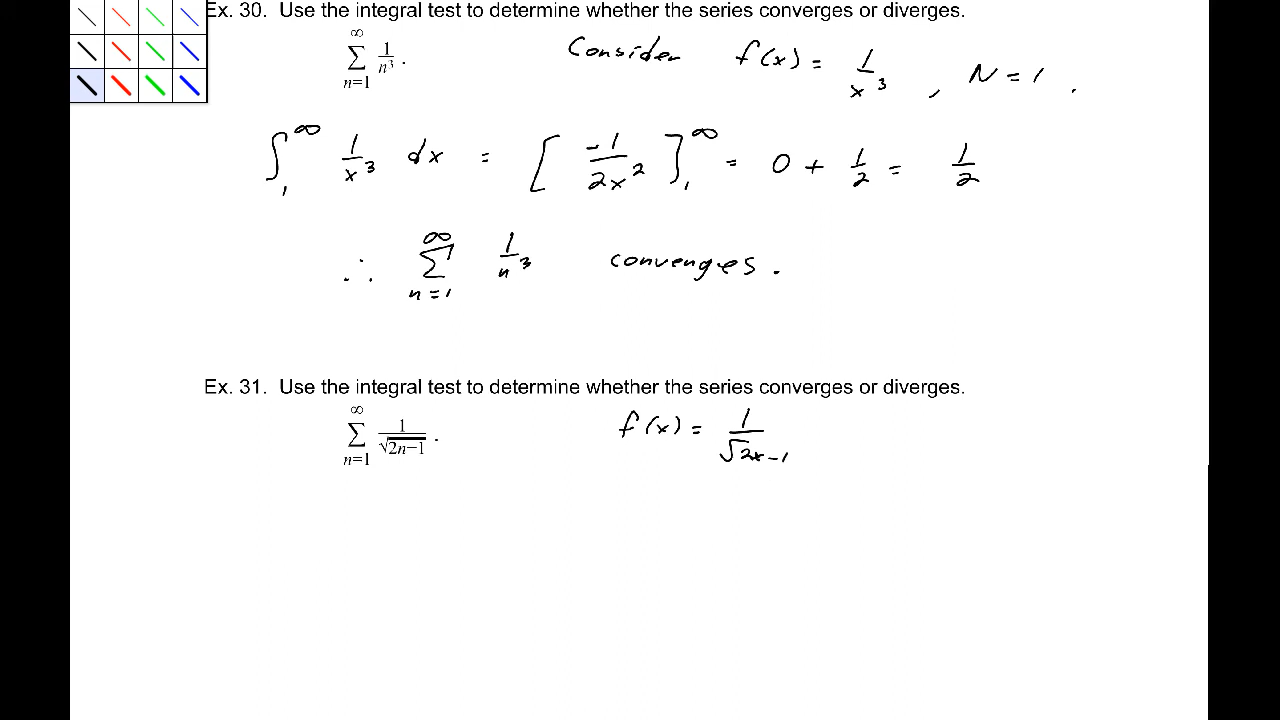 Ex. 30. Use the integral test to determine whether the series converges or diverges.
∑_{n=1}^{∞} 1/n³ . Consider f(x) = 1/x³ , N = 1 .
∫_1^∞ 1/x³ dx = [ -1/2x² ]_1^∞ = 0 + 1/2 = 1/2
∴ ∑_{n=1}^{∞} 1/n³ converges .
Ex. 31. Use the integral test to determine whether the series converges or diverges.
∑_{n=1}^{∞} 1/√(2n−1) . f(x) = 1/√(2x−1)